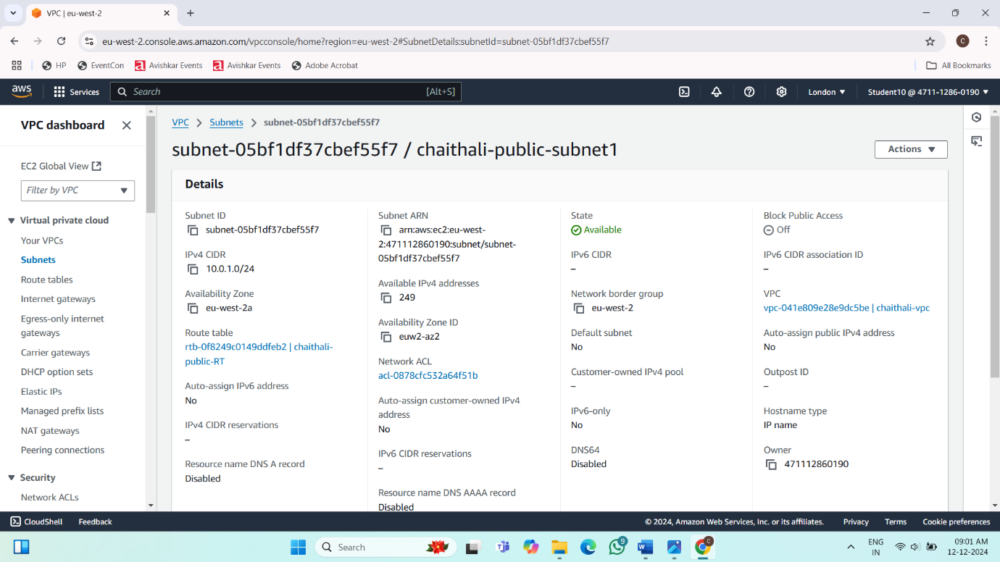 VPC | eu-west-2
eu-west-2.console.aws.amazon.com/vpcconsole/home?region=eu-west-2#SubnetDetails:subnetId=subnet-05bf1df37cbef55f7
C
HP
EventCon
Avishkar Events
Avishkar Events
Adobe Acrobat
All Bookmarks
aws
Services
Search
[Alt+S]
London
Student10 @ 4711-1286-0190
VPC dashboard
EC2 Global View
Filter by VPC
Virtual private cloud
Your VPCs
Subnets
Route tables
Internet gateways
Egress-only internet
gateways
Carrier gateways
DHCP option sets
Elastic IPs
Managed prefix lists
NAT gateways
Peering connections
Security
Network ACLs
VPC > Subnets > subnet-05bf1df37cbef55f7
subnet-05bf1df37cbef55f7 / chaithali-public-subnet1
Actions
Details
Subnet ID
subnet-05bf1df37cbef55f7
IPv4 CIDR
10.0.1.0/24
Availability Zone
eu-west-2a
Route table
rtb-0f8249c0149ddfeb2 | chaithali-
public-RT
Auto-assign IPv6 address
No
IPv4 CIDR reservations
–
Resource name DNS A record
Disabled
Subnet ARN
arn:aws:ec2:eu-west-
2:471112860190:subnet/subnet-
05bf1df37cbef55f7
Available IPv4 addresses
249
Availability Zone ID
euw2-az2
Network ACL
acl-0878cfc532a64f51b
Auto-assign customer-owned IPv4
address
No
IPv6 CIDR reservations
–
Resource name DNS AAAA record
Disabled
State
Available
IPv6 CIDR
–
Network border group
eu-west-2
Default subnet
No
Customer-owned IPv4 pool
–
IPv6-only
No
DNS64
Disabled
Block Public Access
Off
IPv6 CIDR association ID
–
VPC
vpc-041e809e28e9dc5be | chaithali-vpc
Auto-assign public IPv4 address
No
Outpost ID
–
Hostname type
IP name
Owner
471112860190
CloudShell
Feedback
© 2024, Amazon Web Services, Inc. or its affiliates.
Privacy
Terms
Cookie preferences
Search
9
C
ENG
IN
09:01 AM
12-12-2024